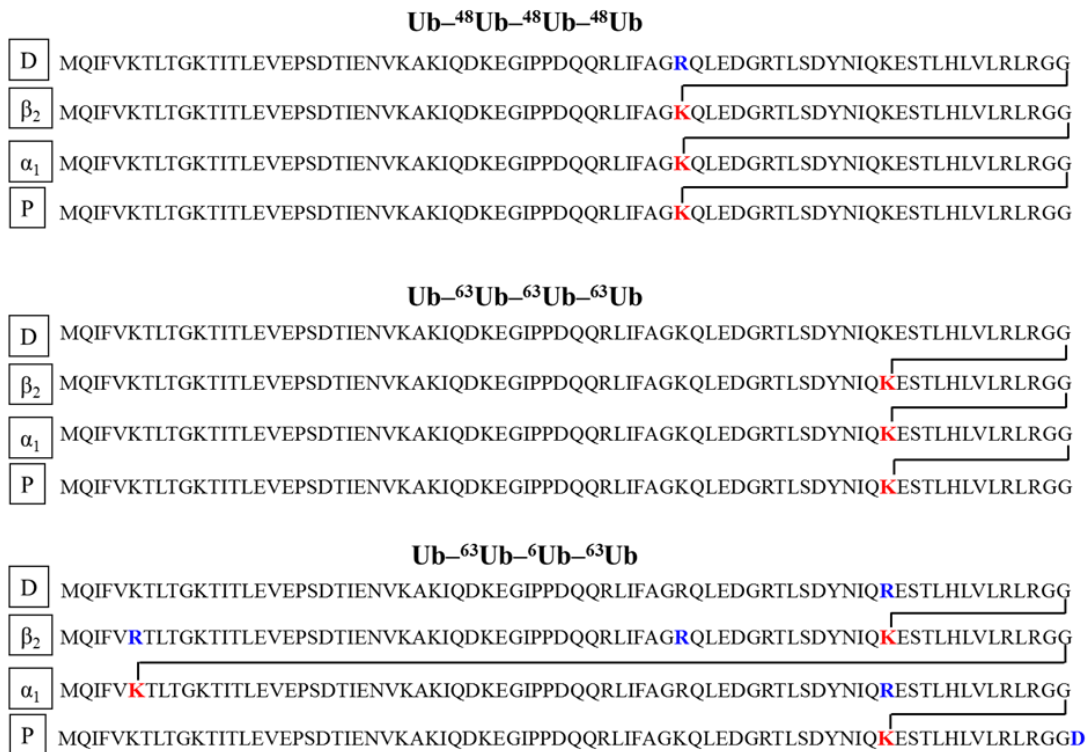 Ub–⁴⁸Ub–⁴⁸Ub–⁴⁸Ub
D MQIFVKTLTGKTITLEVEPSDTIENVKAKIQDKEGIPPDQQRLIFAGRQLEDGRTLSDYNIQKESTLHLVLRLRGG
β₂ MQIFVKTLTGKTITLEVEPSDTIENVKAKIQDKEGIPPDQQRLIFAGKQLEDGRTLSDYNIQKESTLHLVLRLRGG
α₁ MQIFVKTLTGKTITLEVEPSDTIENVKAKIQDKEGIPPDQQRLIFAGKQLEDGRTLSDYNIQKESTLHLVLRLRGG
P MQIFVKTLTGKTITLEVEPSDTIENVKAKIQDKEGIPPDQQRLIFAGKQLEDGRTLSDYNIQKESTLHLVLRLRGG
Ub–⁶³Ub–⁶³Ub–⁶³Ub
D MQIFVKTLTGKTITLEVEPSDTIENVKAKIQDKEGIPPDQQRLIFAGKQLEDGRTLSDYNIQKESTLHLVLRLRGG
β₂ MQIFVKTLTGKTITLEVEPSDTIENVKAKIQDKEGIPPDQQRLIFAGKQLEDGRTLSDYNIQKESTLHLVLRLRGG
α₁ MQIFVKTLTGKTITLEVEPSDTIENVKAKIQDKEGIPPDQQRLIFAGKQLEDGRTLSDYNIQKESTLHLVLRLRGG
P MQIFVKTLTGKTITLEVEPSDTIENVKAKIQDKEGIPPDQQRLIFAGKQLEDGRTLSDYNIQKESTLHLVLRLRGG
Ub–⁶³Ub–⁶Ub–⁶³Ub
D MQIFVKTLTGKTITLEVEPSDTIENVKAKIQDKEGIPPDQQRLIFAGRQLEDGRTLSDYNIQRESTLHLVLRLRGG
β₂ MQIFVRTLTGKTITLEVEPSDTIENVKAKIQDKEGIPPDQQRLIFAGRQLEDGRTLSDYNIQKESTLHLVLRLRGG
α₁ MQIFVKTLTGKTITLEVEPSDTIENVKAKIQDKEGIPPDQQRLIFAGRQLEDGRTLSDYNIQRESTLHLVLRLRGG
P MQIFVKTLTGKTITLEVEPSDTIENVKAKIQDKEGIPPDQQRLIFAGKQLEDGRTLSDYNIQKESTLHLVLRLRGGD